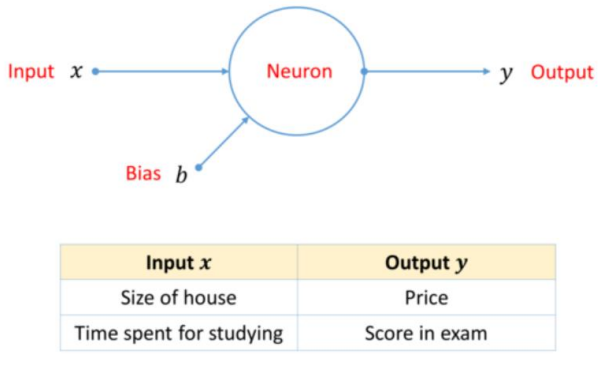 Input x Neuron y Output
Bias b
Input x Output y
Size of house Price
Time spent for studying Score in exam